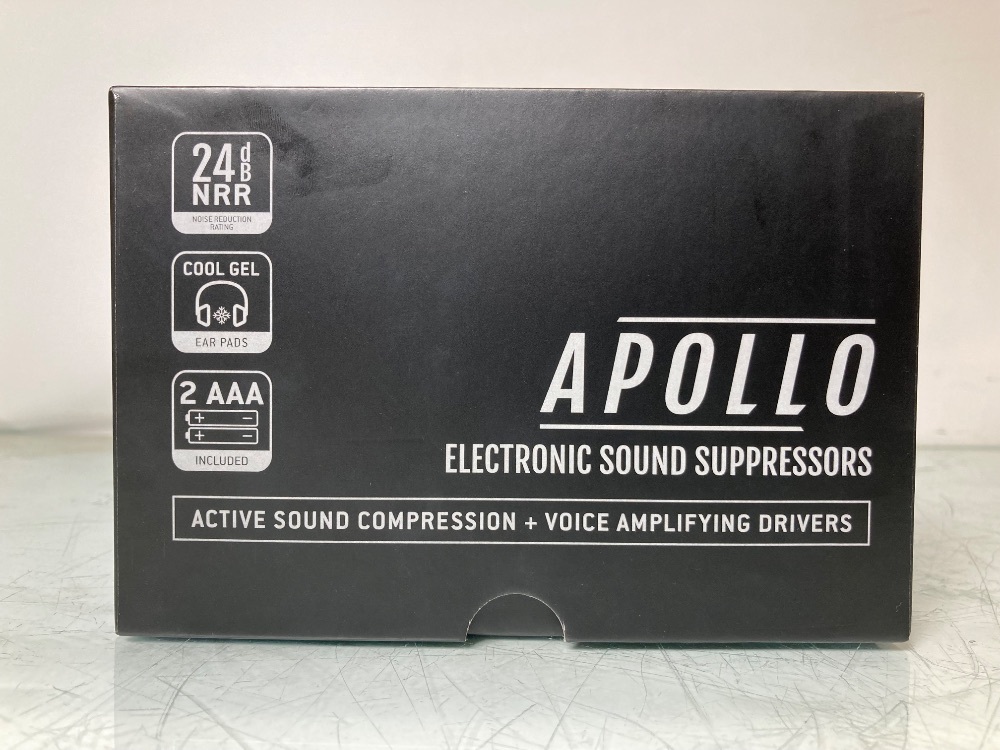 24 dB
NRR
NOISE REDUCTION
RATING
COOL GEL
EAR PADS
2 AAA
+ −
+ −
INCLUDED
APOLLO
ELECTRONIC SOUND SUPPRESSORS
ACTIVE SOUND COMPRESSION + VOICE AMPLIFYING DRIVERS